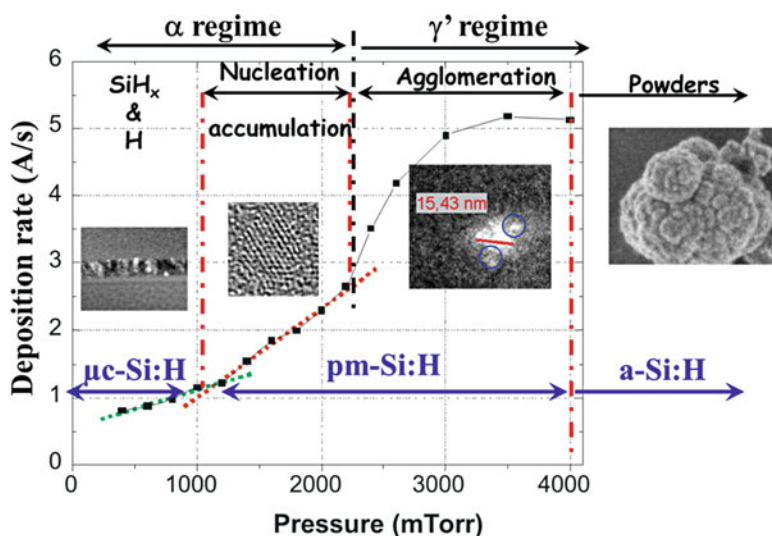 α regime
γ’ regime
SiHx
&
H
Nucleation
accumulation
Agglomeration
Powders
15,43 nm
µc-Si:H
pm-Si:H
a-Si:H
Deposition rate (A/s)
6
5
4
3
2
1
0
0 1000 2000 3000 4000
Pressure (mTorr)